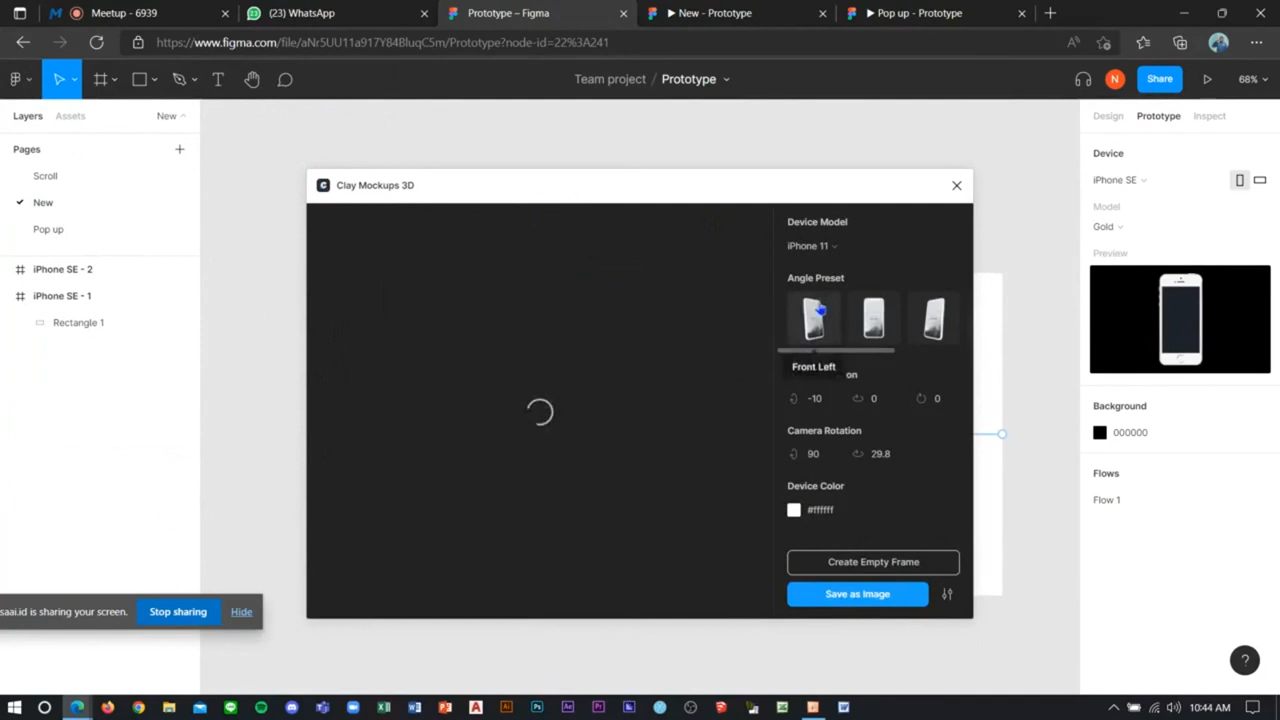 Meetup - 6939
(23) WhatsApp
Prototype – Figma
▶ New - Prototype
▶ Pop up - Prototype
https://www.figma.com/file/aNr5UU11a917Y84BluqC5m/Prototype?node-id=22%3A241
Team project / Prototype
N
Share
68%
Layers
Assets
New
Pages
Scroll
New
Pop up
iPhone SE - 2
iPhone SE - 1
Rectangle 1
Clay Mockups 3D
Device Model
iPhone 11
Angle Preset
Front Left
on
-10
0
0
Camera Rotation
90
29.8
Device Color
#ffffff
Create Empty Frame
Save as Image
Design
Prototype
Inspect
Device
iPhone SE
Model
Gold
Preview
Background
000000
Flows
Flow 1
saai.id is sharing your screen.
Stop sharing
Hide
?
10:44 AM